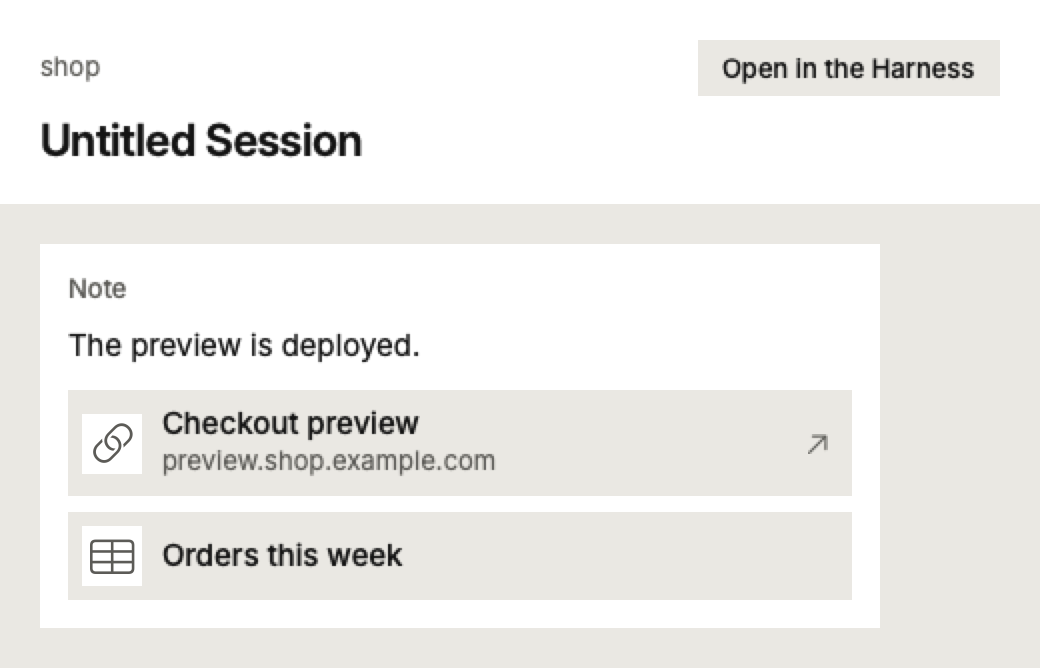 shop
Open in the Harness
Untitled Session
Note
The preview is deployed.
Checkout preview
preview.shop.example.com
Orders this week